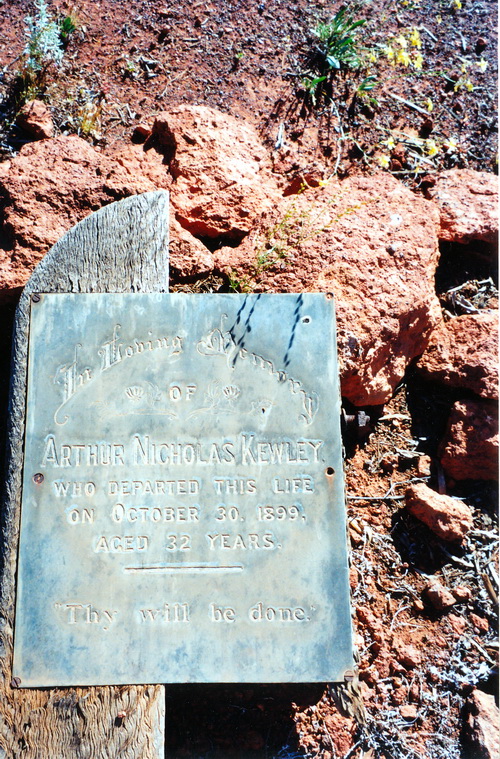 In Loving Memory
OF
ARTHUR NICHOLAS KEWLEY.
WHO DEPARTED THIS LIFE
ON OCTOBER 30. 1899.
AGED 32 YEARS.
"Thy will be done."